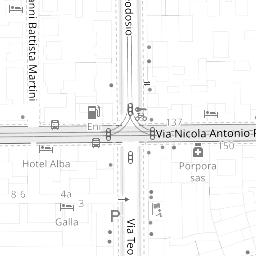 odosio
anni Battista Martini
137
Eni
Via Nicola Antonio P
150
Hotel Alba
Porpora
sas
8-6
4a
3
Galla
P
Via Teo